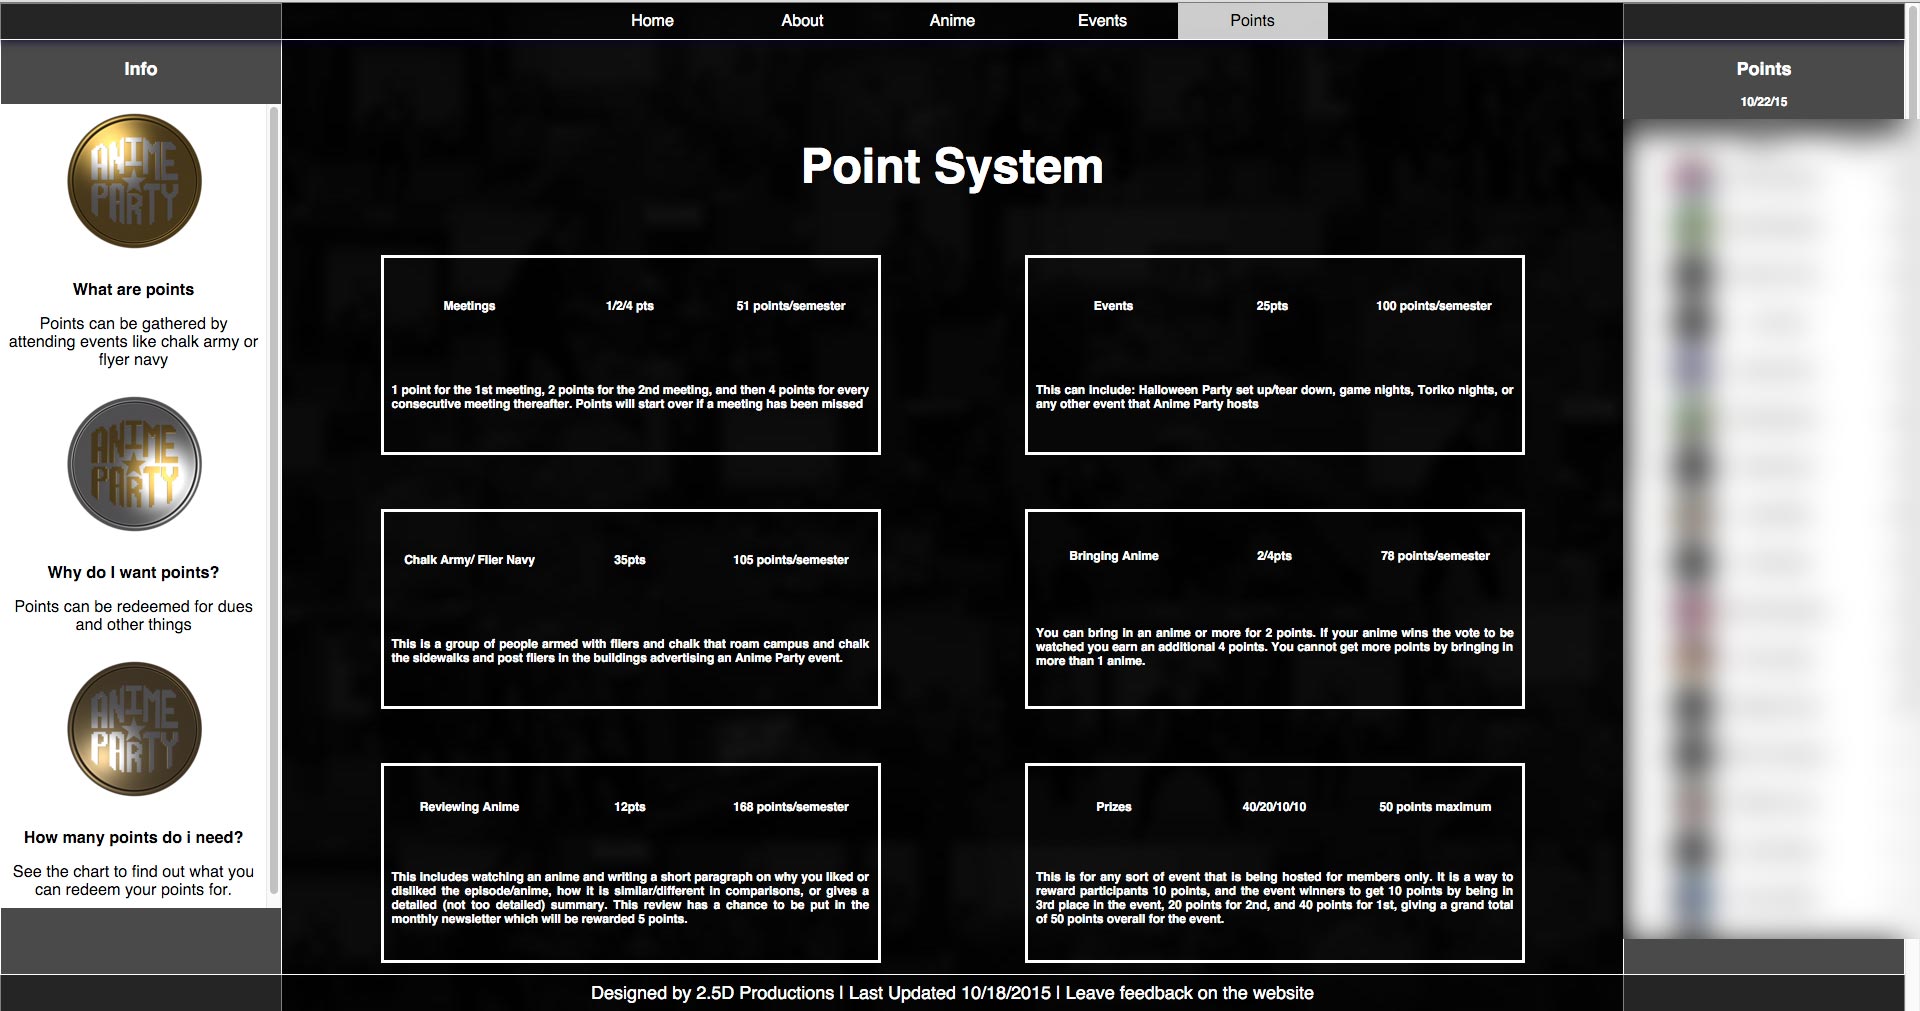 Home About Anime Events Points
Info
ANIME
PARTY
What are points
Points can be gathered by
attending events like chalk army or
flyer navy
ANIME
PARTY
Why do I want points?
Points can be redeemed for dues
and other things
ANIME
PARTY
How many points do i need?
See the chart to find out what you
can redeem your points for.
Point System
Meetings 1/2/4 pts 51 points/semester
1 point for the 1st meeting, 2 points for the 2nd meeting, and then 4 points for every
consecutive meeting thereafter. Points will start over if a meeting has been missed
Events 25pts 100 points/semester
This can include: Halloween Party set up/tear down, game nights, Toriko nights, or
any other event that Anime Party hosts
Chalk Army/ Flier Navy 35pts 105 points/semester
This is a group of people armed with fliers and chalk that roam campus and chalk
the sidewalks and post fliers in the buildings advertising an Anime Party event.
Bringing Anime 2/4pts 78 points/semester
You can bring in an anime or more for 2 points. If your anime wins the vote to be
watched you earn an additional 4 points. You cannot get more points by bringing in
more than 1 anime.
Reviewing Anime 12pts 168 points/semester
This includes watching an anime and writing a short paragraph on why you liked or
disliked the episode/anime, how it is similar/different in comparisons, or gives a
detailed (not too detailed) summary. This review has a chance to be put in the
monthly newsletter which will be rewarded 5 points.
Prizes 40/20/10/10 50 points maximum
This is for any sort of event that is being hosted for members only. It is a way to
reward participants 10 points, and the event winners to get 10 points by being in
3rd place in the event, 20 points for 2nd, and 40 points for 1st, giving a grand total
of 50 points overall for the event.
Points
10/22/15
Designed by 2.5D Productions | Last Updated 10/18/2015 | Leave feedback on the website